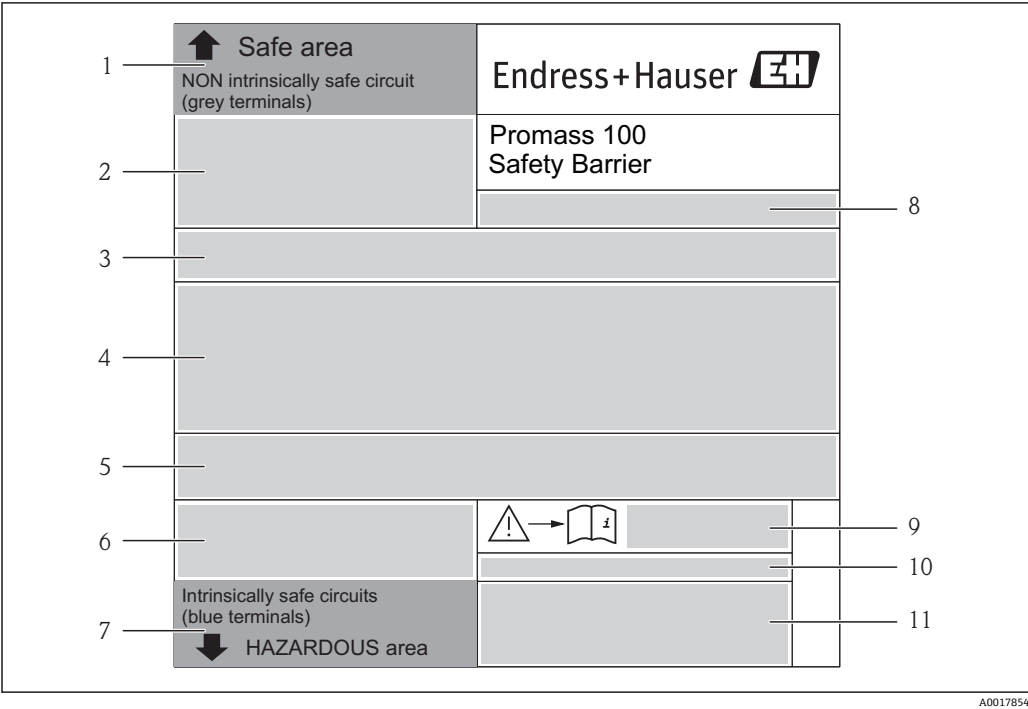 Safe area
NON intrinsically safe circuit
(grey terminals)
Endress+Hauser EH
Promass 100
Safety Barrier
1
2
8
3
4
5
6
i
9
10
Intrinsically safe circuits
(blue terminals)
7
HAZARDOUS area
11
A0017854